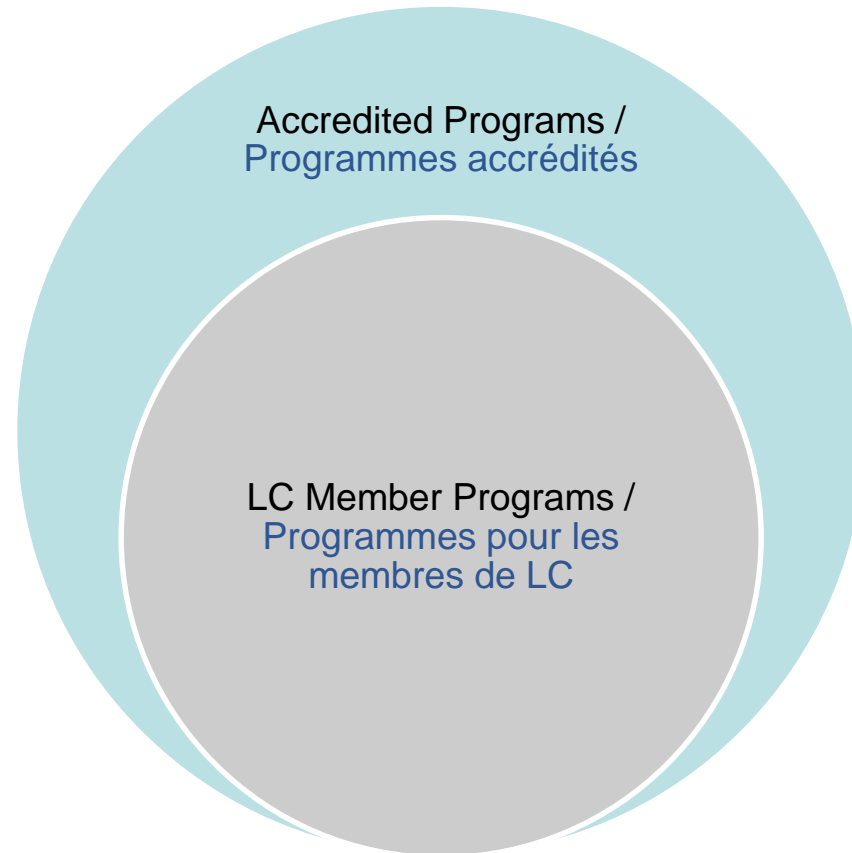 Accredited Programs /
Programmes accrédités
LC Member Programs /
Programmes pour les
membres de LC